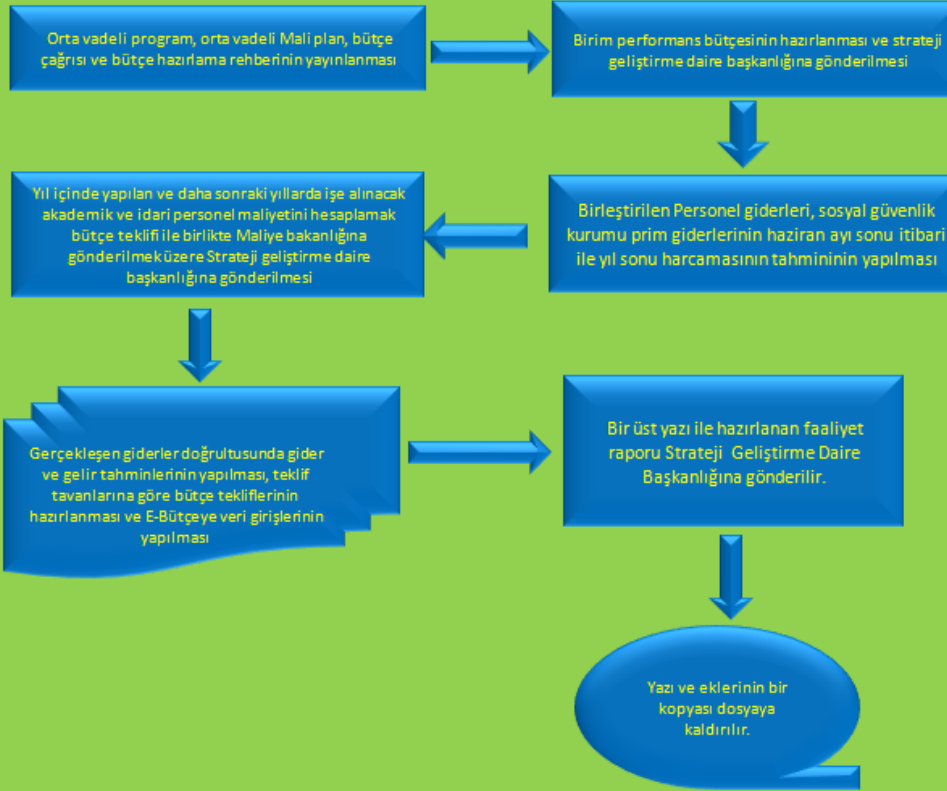 Orta vadeli program, orta vadeli Mali plan, bütçe
çağrısı ve bütçe hazırlama rehberinin yayınlanması
Birim performans bütçesinin hazırlanması ve strateji
geliştirme daire başkanlığına gönderilmesi
Birleştirilen Personel giderleri, sosyal güvenlik
kurumu prim giderlerinin haziran ayı sonu itibari
ile yıl sonu harcamasının tahmininin yapılması
Yıl içinde yapılan ve daha sonraki yıllarda işe alınacak
akademik ve idari personel maliyetini hesaplamak
bütçe teklifi ile birlikte Maliye bakanlığına
gönderilmek üzere Strateji geliştirme daire
başkanlığına gönderilmesi
Gerçekleşen giderler doğrultusunda gider
ve gelir tahminlerinin yapılması, teklif
tavanlarına göre bütçe tekliflerinin
hazırlanması ve E-Bütçeye veri girişlerinin
yapılması
Bir üst yazı ile hazırlanan faaliyet
raporu Strateji Geliştirme Daire
Başkanlığına gönderilir.
Yazı ve eklerinin bir
kopyası dosyaya
kaldırılır.